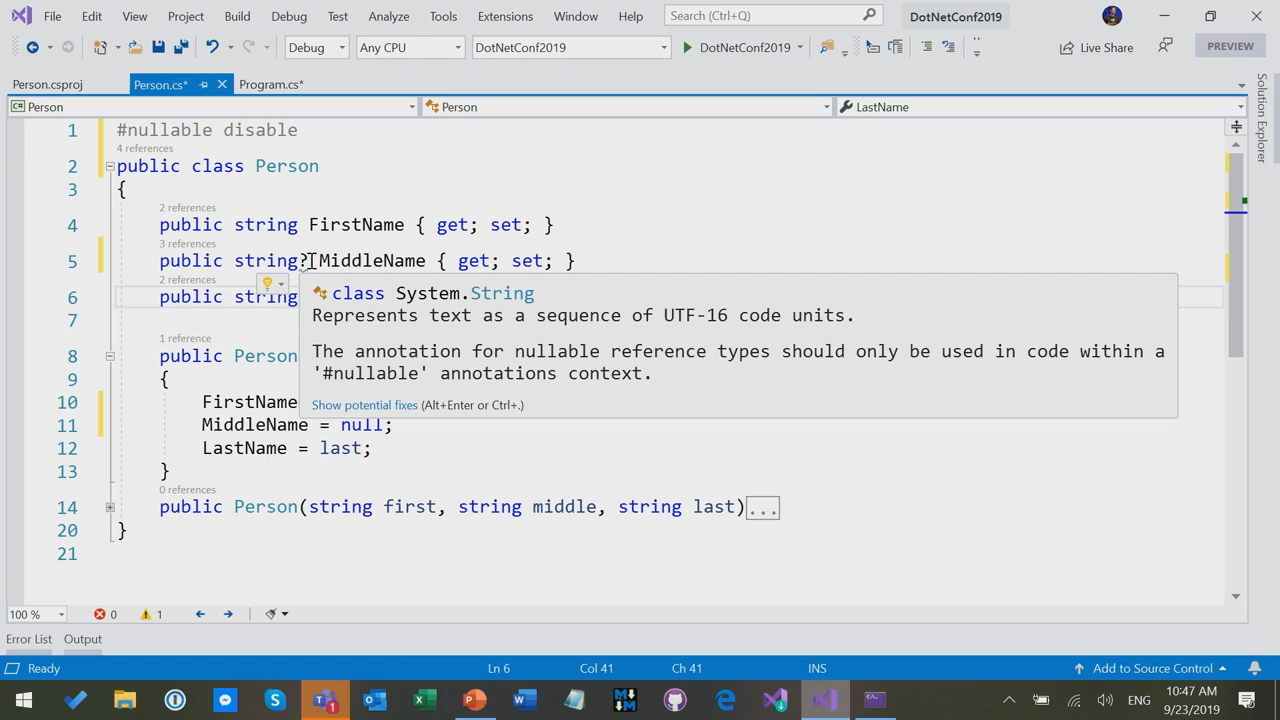 File Edit View Project Build Debug Test Analyze Tools Extensions Window Help Search (Ctrl+Q) DotNetConf2019
Debug Any CPU DotNetConf2019 DotNetConf2019 Live Share PREVIEW
Person.csproj Person.cs* Program.cs*
C# Person Person LastName
Solution Explorer
1 #nullable disable
4 references
2 public class Person
3 {
2 references
4 public string FirstName { get; set; }
3 references
5 public string? MiddleName { get; set; }
2 references
6 public string
class System.String
Represents text as a sequence of UTF-16 code units.
The annotation for nullable reference types should only be used in code within a
'#nullable' annotations context.
Show potential fixes (Alt+Enter or Ctrl+.)
7
1 reference
8 public Person
9 {
10 FirstName
11 MiddleName = null;
12 LastName = last;
13 }
0 references
14 public Person(string first, string middle, string last)...
20 }
21
100 % 0 1
Error List Output
Ready Ln 6 Col 41 Ch 41 INS Add to Source Control
ENG 10:47 AM
9/23/2019